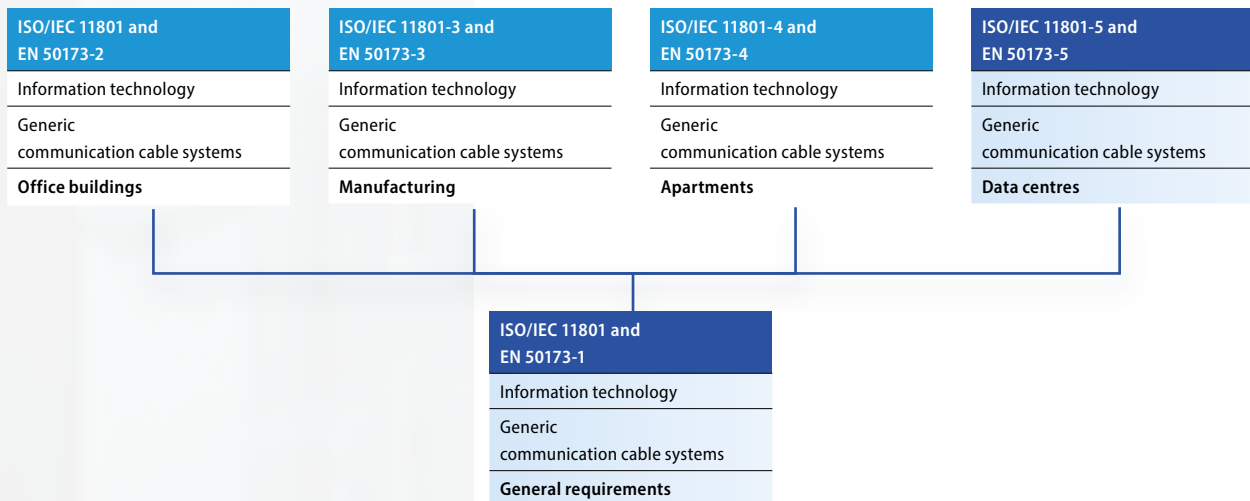 ISO/IEC 11801 and
EN 50173-2
Information technology
Generic
communication cable systems
Office buildings
ISO/IEC 11801-3 and
EN 50173-3
Information technology
Generic
communication cable systems
Manufacturing
ISO/IEC 11801-4 and
EN 50173-4
Information technology
Generic
communication cable systems
Apartments
ISO/IEC 11801-5 and
EN 50173-5
Information technology
Generic
communication cable systems
Data centres
ISO/IEC 11801 and
EN 50173-1
Information technology
Generic
communication cable systems
General requirements